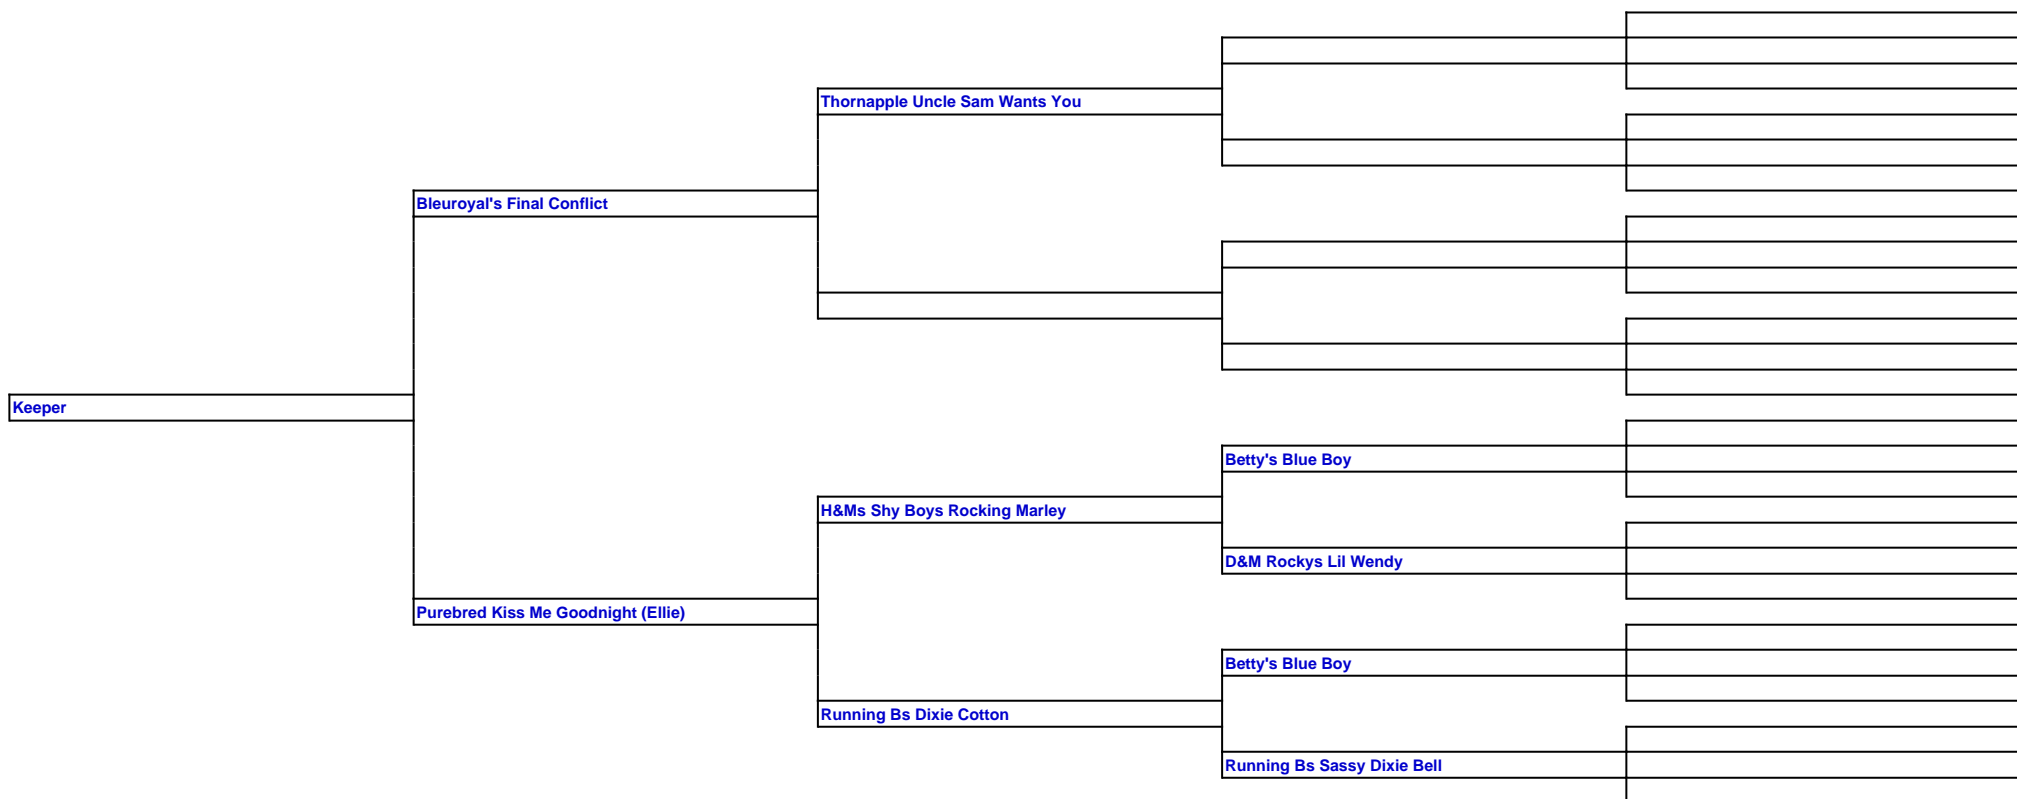 Thornapple Uncle Sam Wants You
Bleuroyal's Final Conflict
Keeper
Betty's Blue Boy
H&Ms Shy Boys Rocking Marley
D&M Rockys Lil Wendy
Purebred Kiss Me Goodnight (Ellie)
Betty's Blue Boy
Running Bs Dixie Cotton
Running Bs Sassy Dixie Bell